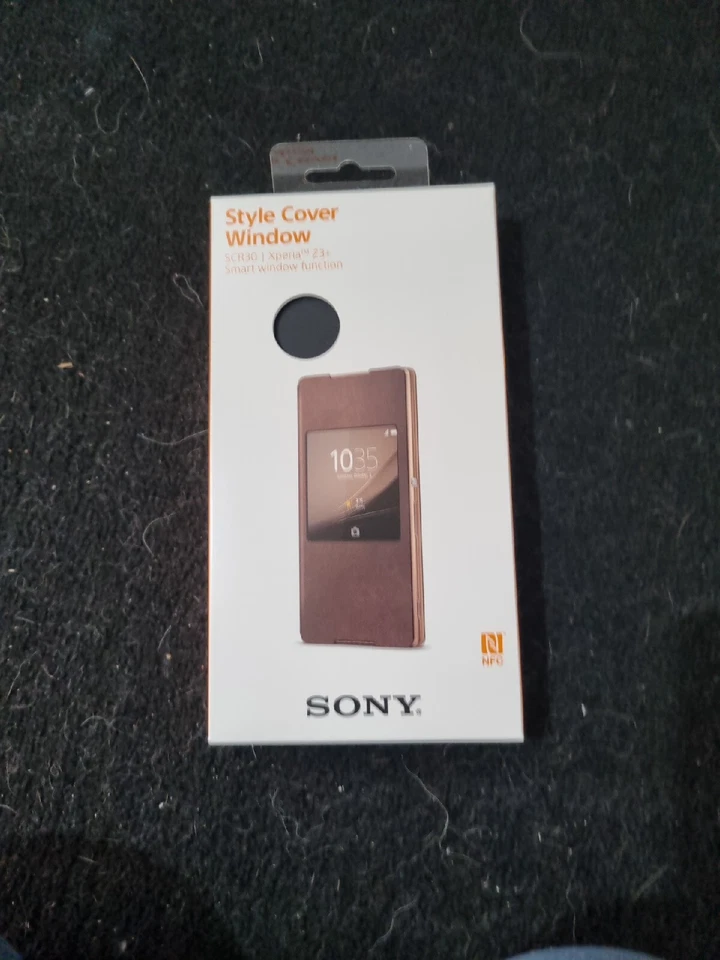 Style Cover
Window
SCR30 | Xperia™ Z3+
Smart window function
10 35
NFC
SONY